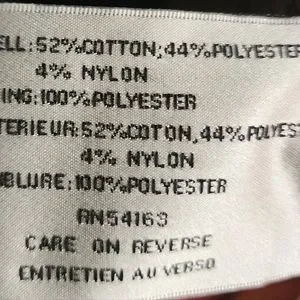 ELL:52%COTTON,44%POLYESTER
4% NYLON
ING:100%POLYESTER
TERIEUR:52%COTON,44%POLYES
4% NYLON
UBLURE:100%POLYESTER
RN54163
CARE ON REVERSE
ENTRETIEN AU VERSO